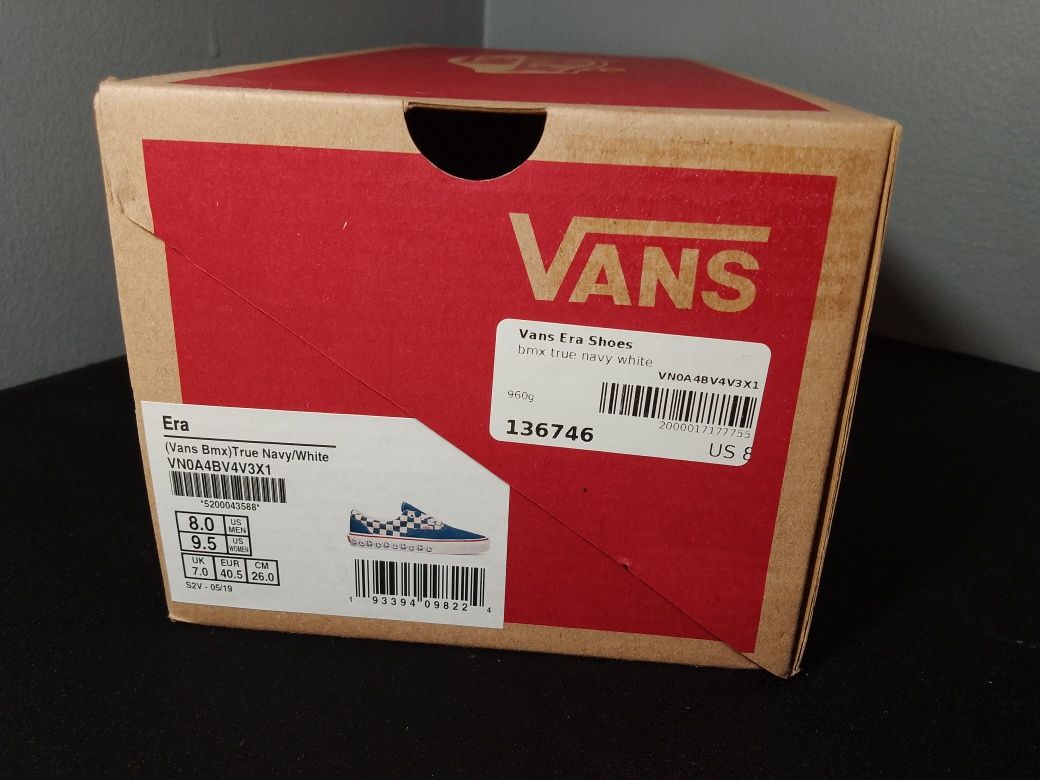 VANS
Vans Era Shoes
bmx true navy white
VN0A4BV4V3X1
960g
2000017177755
136746
US 8
Era
(Vans Bmx)True Navy/White
VN0A4BV4V3X1
*5200043588*
8.0 US MEN
9.5 US WOMEN
UK EUR CM
7.0 40.5 26.0
S2V - 05/19
1 93394 09822 4